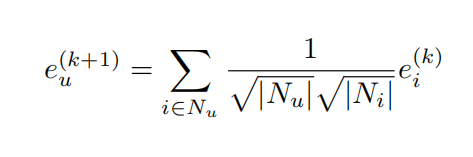 $e_u^{(k+1)} = \sum_{i \in N_u} \frac{1}{\sqrt{|N_u|}\sqrt{|N_i|}} e_i^{(k)}$